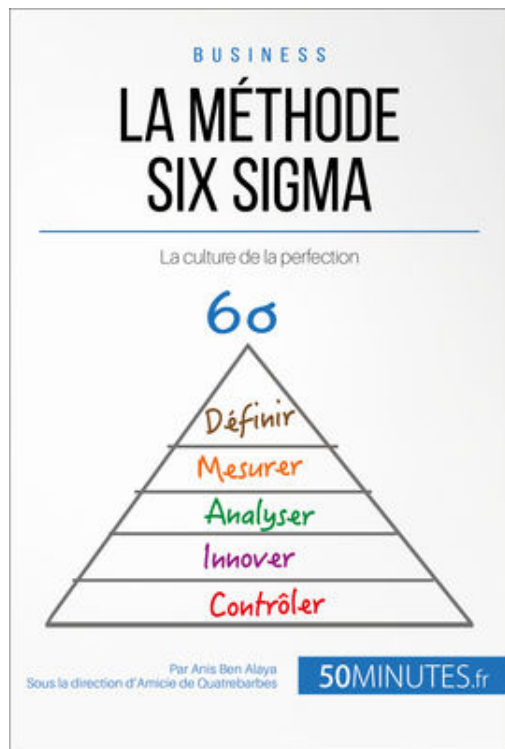 BUSINESS
LA MÉTHODE
SIX SIGMA
La culture de la perfection
6σ
Définir
Mesurer
Analyser
Innover
Contrôler
Par Anis Ben Alaya
Sous la direction d'Amicie de Quatrebarbes
50MINUTES.fr